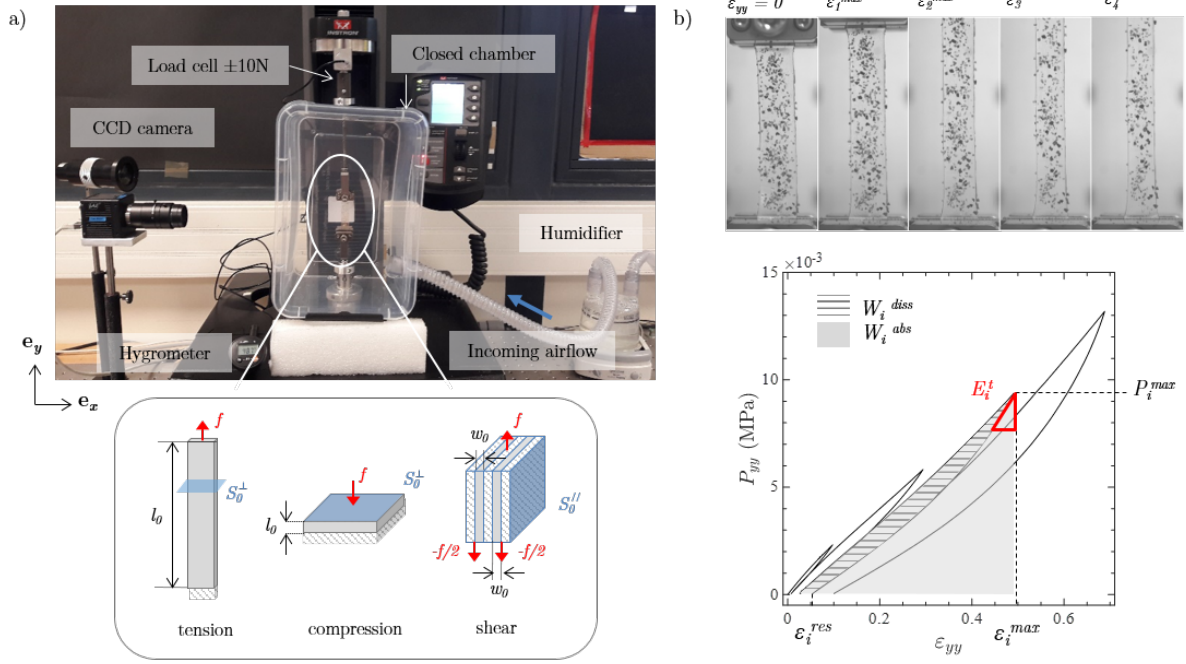 a)
INSTRON
Load cell ±10N
Closed chamber
CCD camera
Humidifier
Hygrometer
Incoming airflow
e_y
e_x
f
w_0
f
f
S_0^⊥
S_0^⊥
S_0^//
l_0
l_0
-f/2
-f/2
w_0
tension
compression
shear
b)
ε_yy = 0
ε_1^max
ε_2^max
ε_3
ε_4
15
×10⁻³
W_i^diss
W_i^abs
10
E_i^t
P_i^max
P_yy (MPa)
5
0
0
0.2
0.4
0.6
ε_i^res
ε_yy
ε_i^max